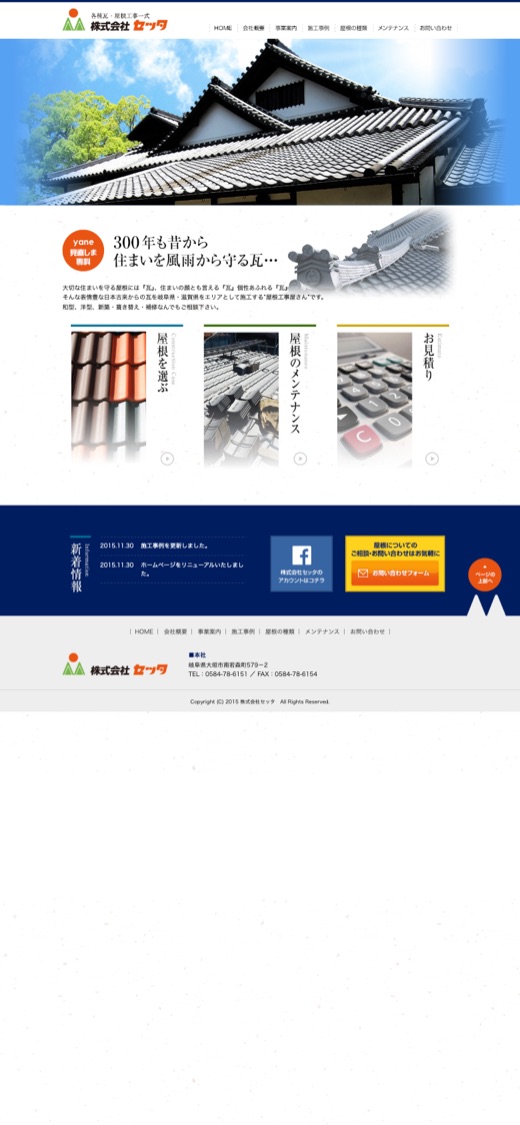 各種瓦・屋根工事一式
株式会社 セッタ
HOME 会社概要 事業案内 施工事例 屋根の種類 メンテナンス お問い合わせ
yane
300年も昔から
住まいを風雨から守る瓦…
大切な住まいを守る屋根には『瓦』、住まいの顔とも言える『瓦』個性あふれる『瓦』
そんな表情豊な日本古来からの瓦を岐阜県・滋賀県をエリアとして施工する"屋根工事屋さん"です。
和型、洋型、新築・葺き替え・補修なんでもご相談下さい。
屋根を選ぶ
Construction Case
屋根のメンテナンス
Maintenance
お見積り
Estimate
新着情報
Information
2015.11.30 施工事例を更新しました。
2015.11.30 ホームページをリニューアルいたしまし
た。
株式会社セッタの
アカウントはコチラ
屋根についての
ご相談・お問い合わせはお気軽に
お問い合わせフォーム
ページの
上部へ
HOME | 会社概要 | 事業案内 | 施工事例 | 屋根の種類 | メンテナンス | お問い合わせ
株式会社 セッタ
■本社
岐阜県大垣市南若森町579−2
TEL：0584-78-6151 ／ FAX：0584-78-6154
Copyright (C) 2015 株式会社セッタ All Rights Reserved.